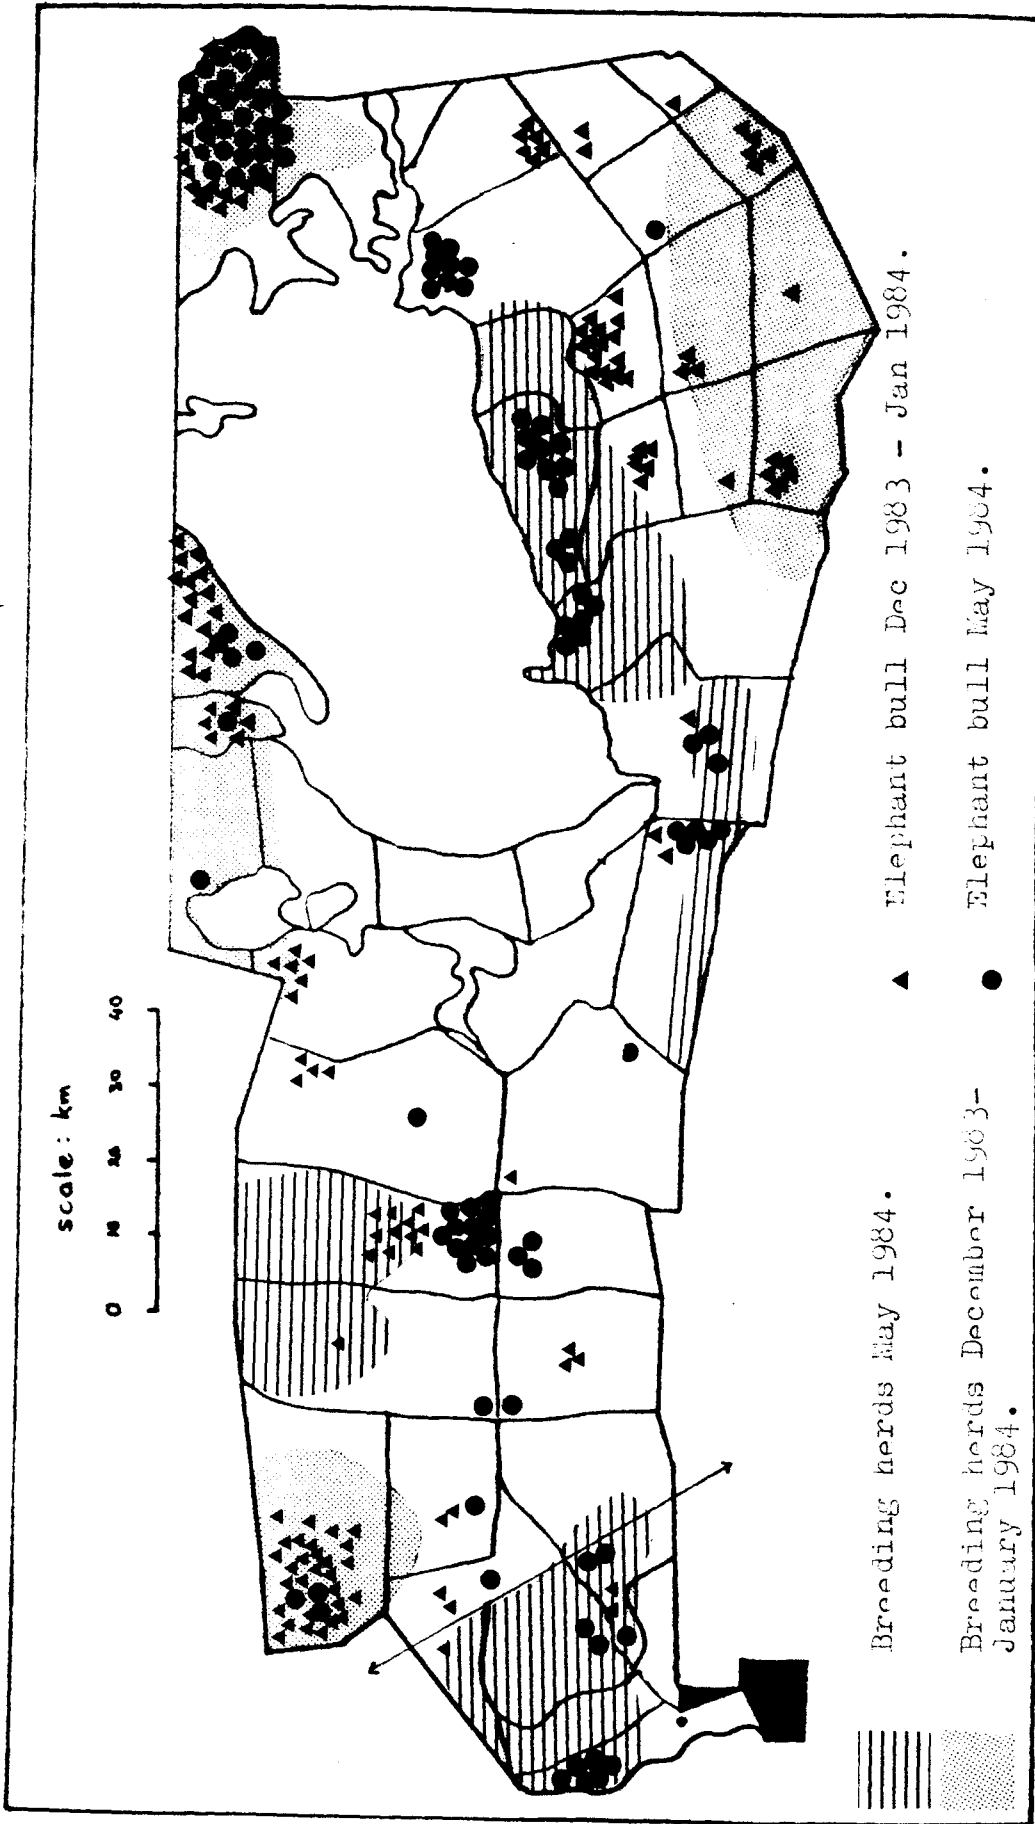 scale: km
0 10 20 30 40
Breeding herds May 1984.
Breeding herds December 1983-
January 1984.
Elephant bull Dec 1983 - Jan 1984.
Elephant bull May 1984.